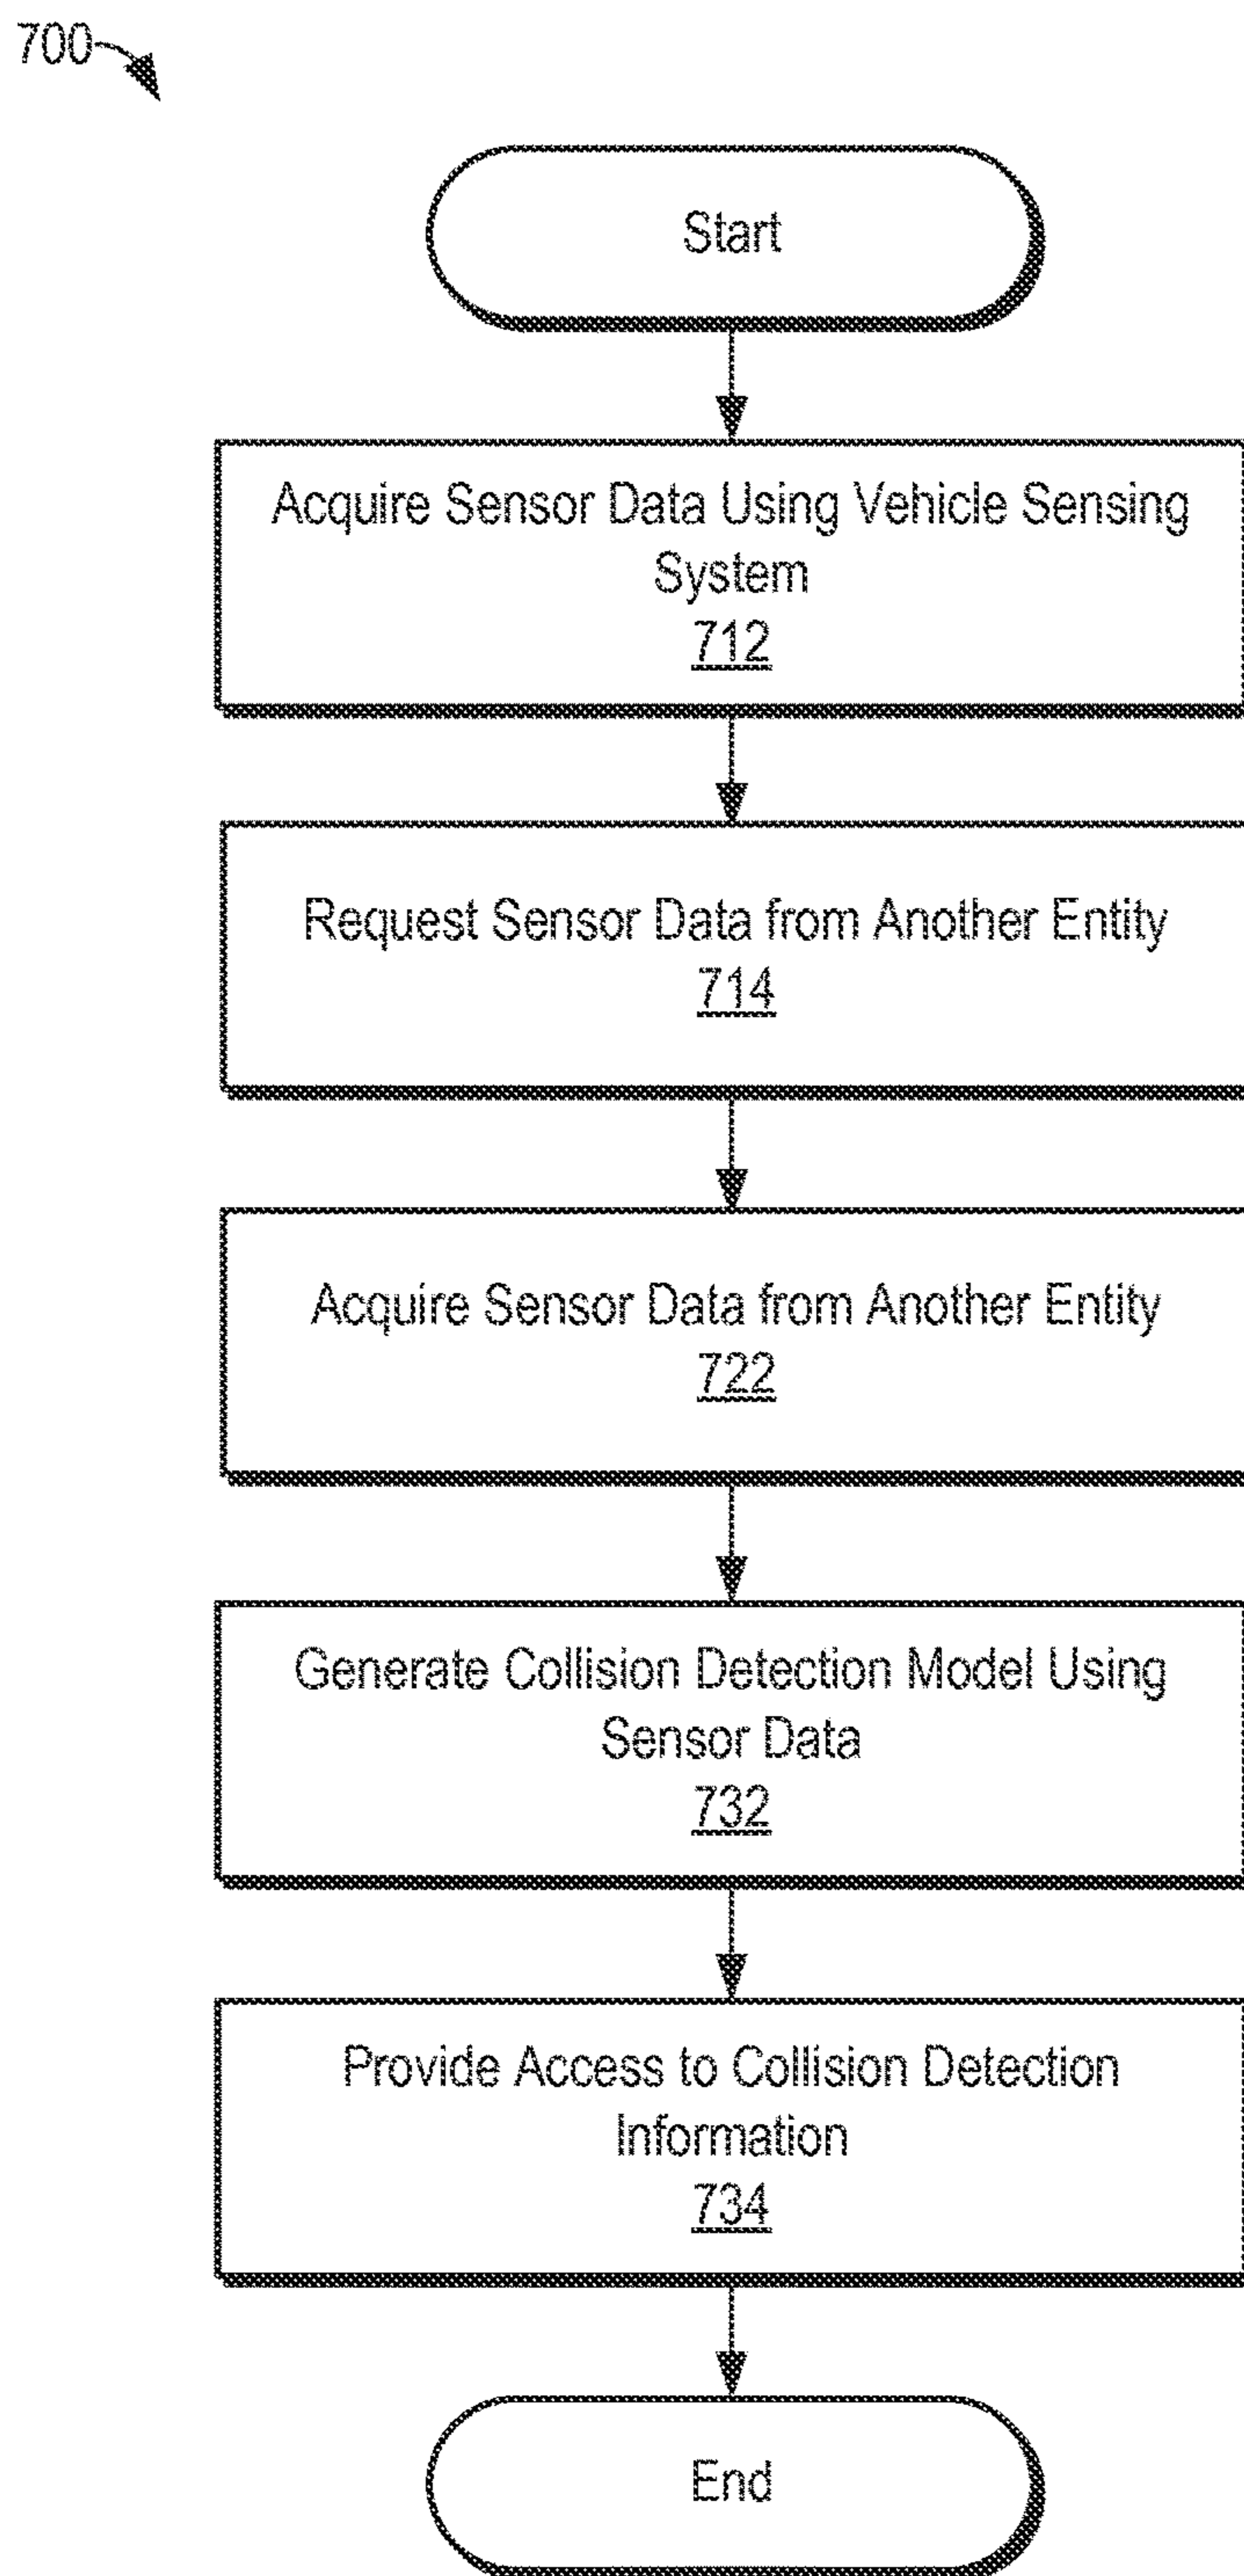 700
Start
Acquire Sensor Data Using Vehicle Sensing
System
712
Request Sensor Data from Another Entity
714
Acquire Sensor Data from Another Entity
722
Generate Collision Detection Model Using
Sensor Data
732
Provide Access to Collision Detection
Information
734
End